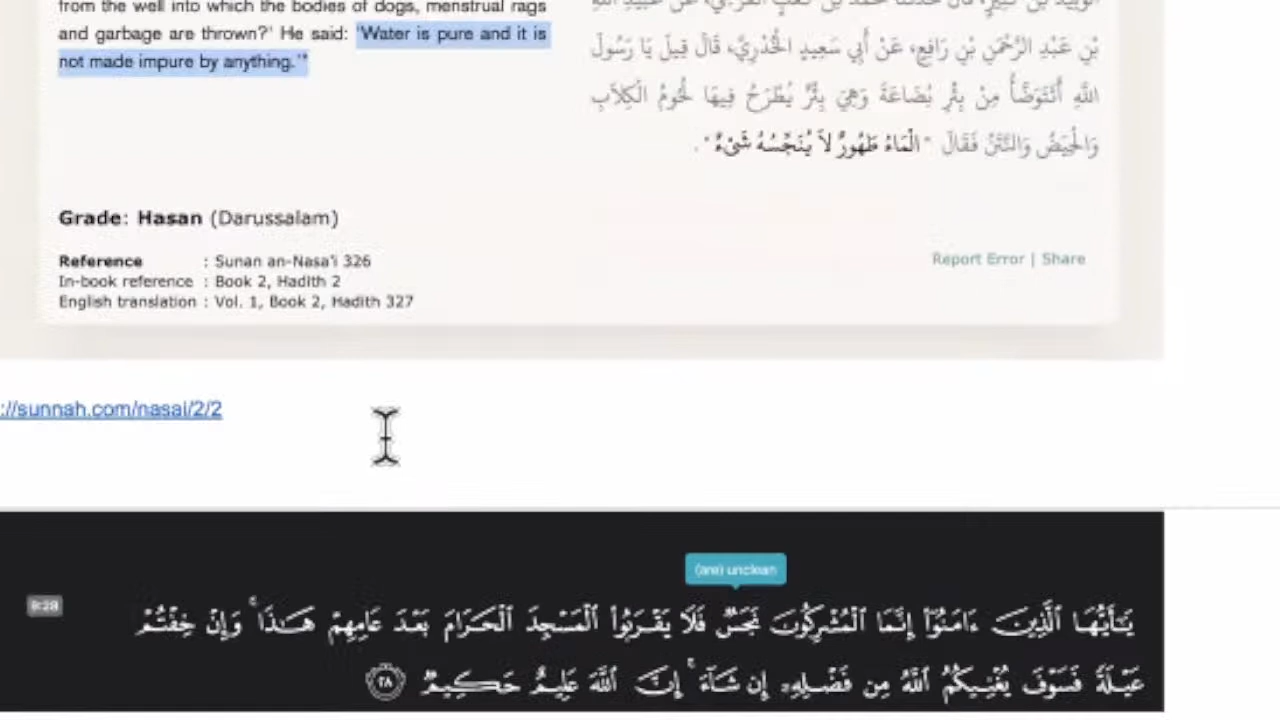 from the well into which the bodies of dogs, menstrual rags
and garbage are thrown?' He said: 'Water is pure and it is
not made impure by anything.'"
بْنِ عَبْدِ الرَّحْمَنِ بْنِ رَافِعٍ، عَنْ أَبِي سَعِيدٍ الْخُدْرِيِّ، قَالَ قِيلَ يَا رَسُولَ
اللَّهِ أَتَتَوَضَّأُ مِنْ بِئْرِ بُضَاعَةَ وَهِيَ بِئْرٌ يُطْرَحُ فِيهَا لُحُومُ الْكِلاَبِ
وَالْحِيَضُ وَالنَّتَنُ فَقَالَ " الْمَاءُ طَهُورٌ لاَ يُنَجِّسُهُ شَىْءٌ " .
Grade: Hasan (Darussalam)
Reference : Sunan an-Nasa'i 326
In-book reference : Book 2, Hadith 2
English translation : Vol. 1, Book 2, Hadith 327
Report Error | Share
://sunnah.com/nasai/2/2
(are) unclean
9:28
يَـٰٓأَيُّهَا ٱلَّذِينَ ءَامَنُوٓا۟ إِنَّمَا ٱلْمُشْرِكُونَ نَجَسٌ فَلَا يَقْرَبُوا۟ ٱلْمَسْجِدَ ٱلْحَرَامَ بَعْدَ عَامِهِمْ هَـٰذَا ۚ وَإِنْ خِفْتُمْ
عَيْلَةً فَسَوْفَ يُغْنِيكُمُ ٱللَّهُ مِن فَضْلِهِۦٓ إِن شَآءَ ۚ إِنَّ ٱللَّهَ عَلِيمٌ حَكِيمٌ ٢٨